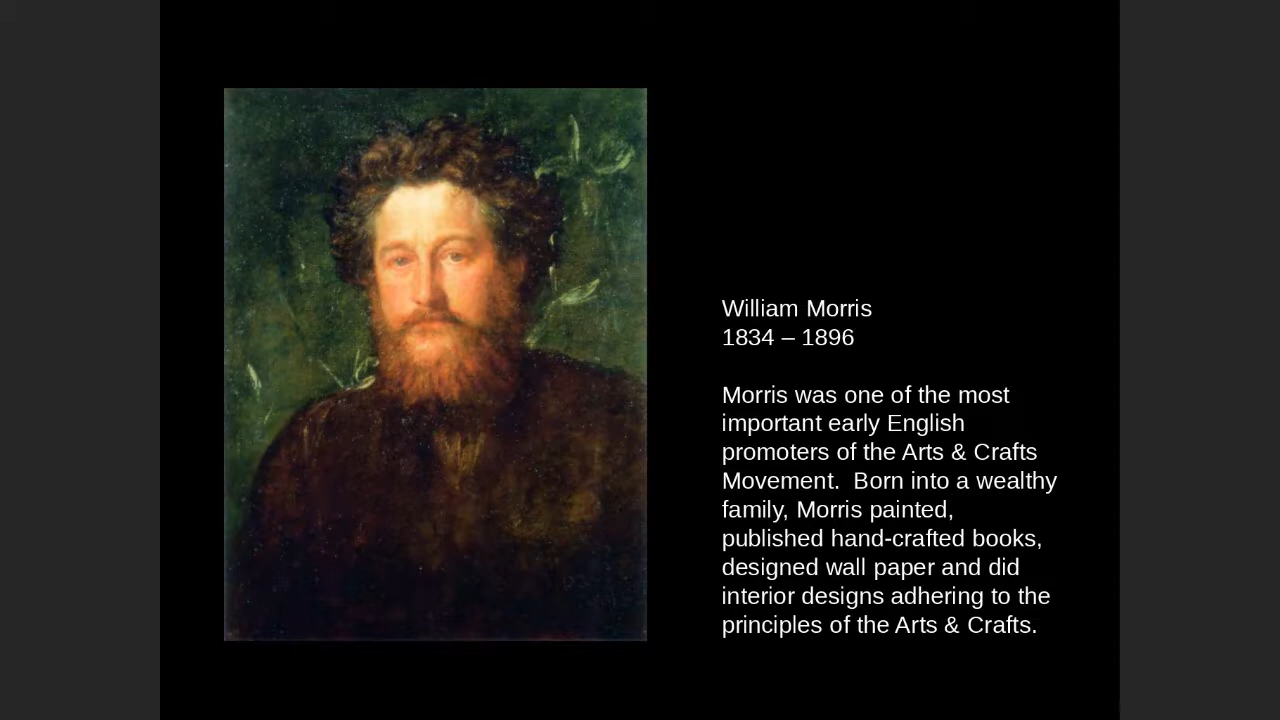 William Morris
1834 – 1896
Morris was one of the most
important early English
promoters of the Arts & Crafts
Movement.  Born into a wealthy
family, Morris painted,
published hand-crafted books,
designed wall paper and did
interior designs adhering to the
principles of the Arts & Crafts.